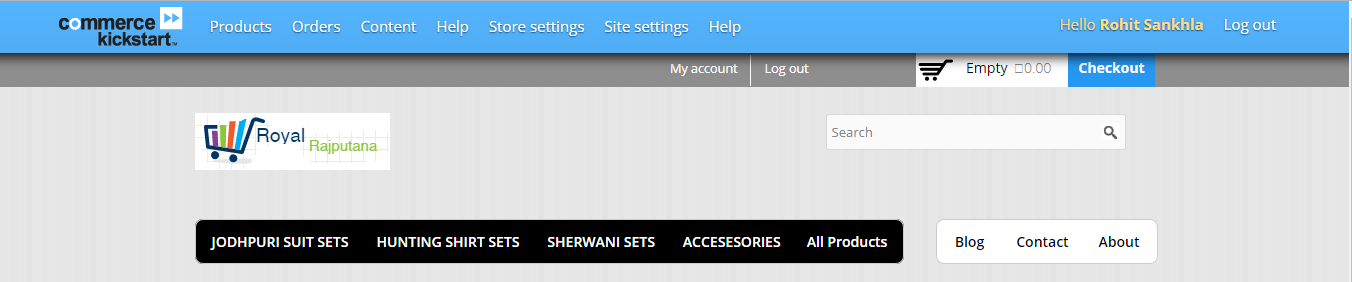 commerce kickstart™ Products Orders Content Help Store settings Site settings Help Hello Rohit Sankhla Log out
My account Log out Empty □0.00 Checkout
Royal
Rajputana
Search
JODHPURI SUIT SETS HUNTING SHIRT SETS SHERWANI SETS ACCESESORIES All Products Blog Contact About